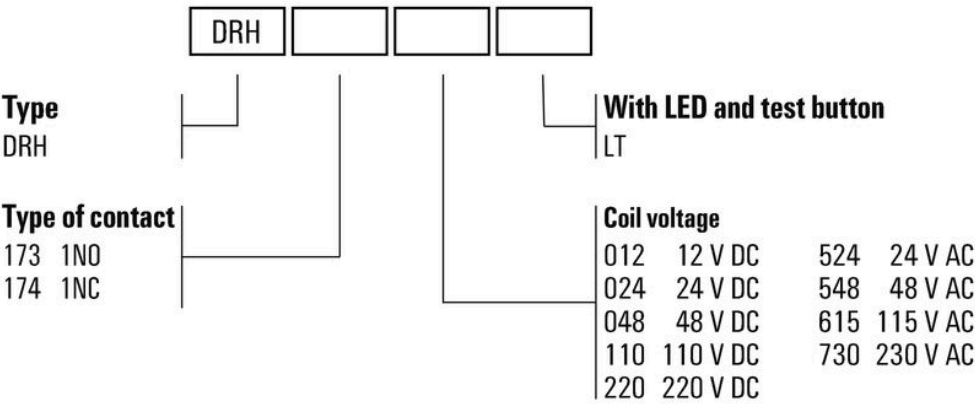 DRH
Type
DRH
With LED and test button
LT
Type of contact
173 1NO
174 1NC
Coil voltage
012 12 V DC 524 24 V AC
024 24 V DC 548 48 V AC
048 48 V DC 615 115 V AC
110 110 V DC 730 230 V AC
220 220 V DC